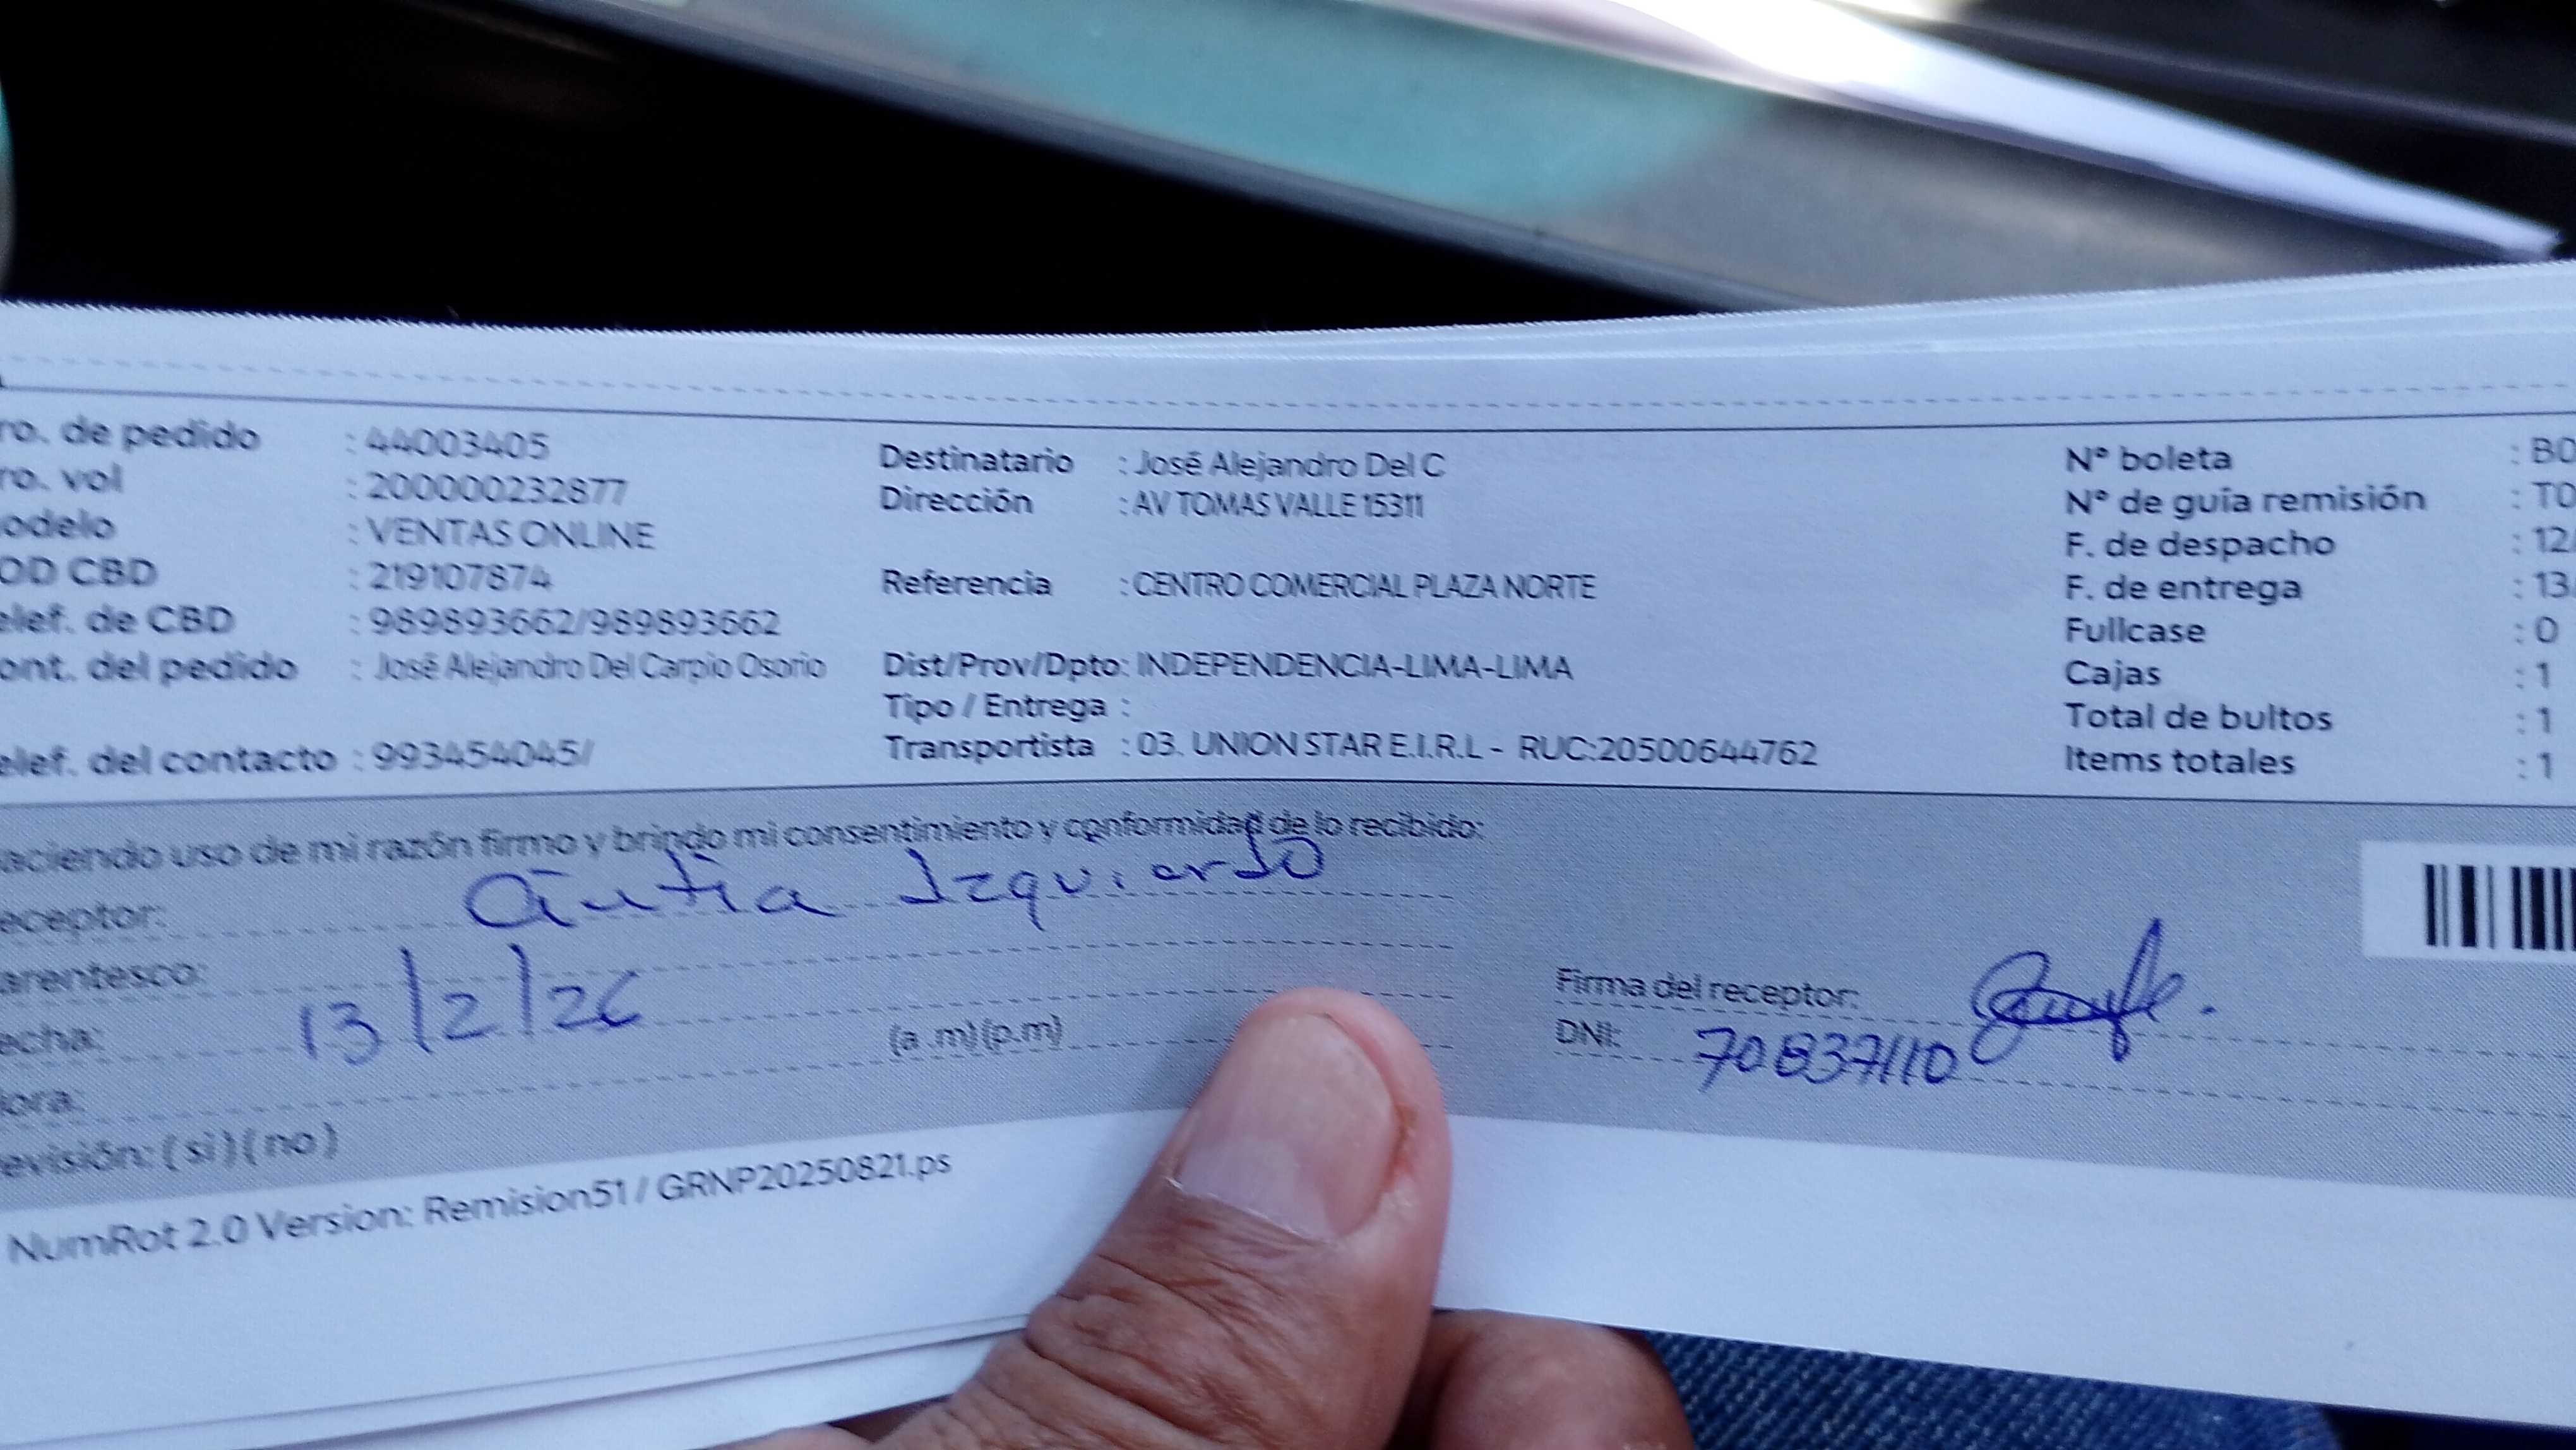 ro. de pedido : 44003405
ro. vol : 200000232877
odelo : VENTAS ONLINE
OD CBD : 219107874
elef. de CBD : 989893662/989893662
ont. del pedido : José Alejandro Del Carpio Osorio
elef. del contacto : 993454045/
Destinatario : José Alejandro Del C
Dirección : AV TOMAS VALLE 15311
Referencia : CENTRO COMERCIAL PLAZA NORTE
Dist/Prov/Dpto: INDEPENDENCIA-LIMA-LIMA
Tipo / Entrega :
Transportista : 03. UNION STAR E.I.R.L - RUC:20500644762
N° boleta : B0
N° de guía remisión : T0
F. de despacho : 12/
F. de entrega : 13/
Fullcase : 0
Cajas : 1
Total de bultos : 1
Items totales : 1
aciendo uso de mi razón firmo y brindo mi consentimiento y conformidad de lo recibido:
eceptor: Izquierdo
arentesco:
echa: 13/2/26
ora: (a .m)(p.m)
evisión: (si)(no)
Firma del receptor:
DNI: 70837110
NumRot 2.0 Version: Remision51 / GRNP20250821.ps